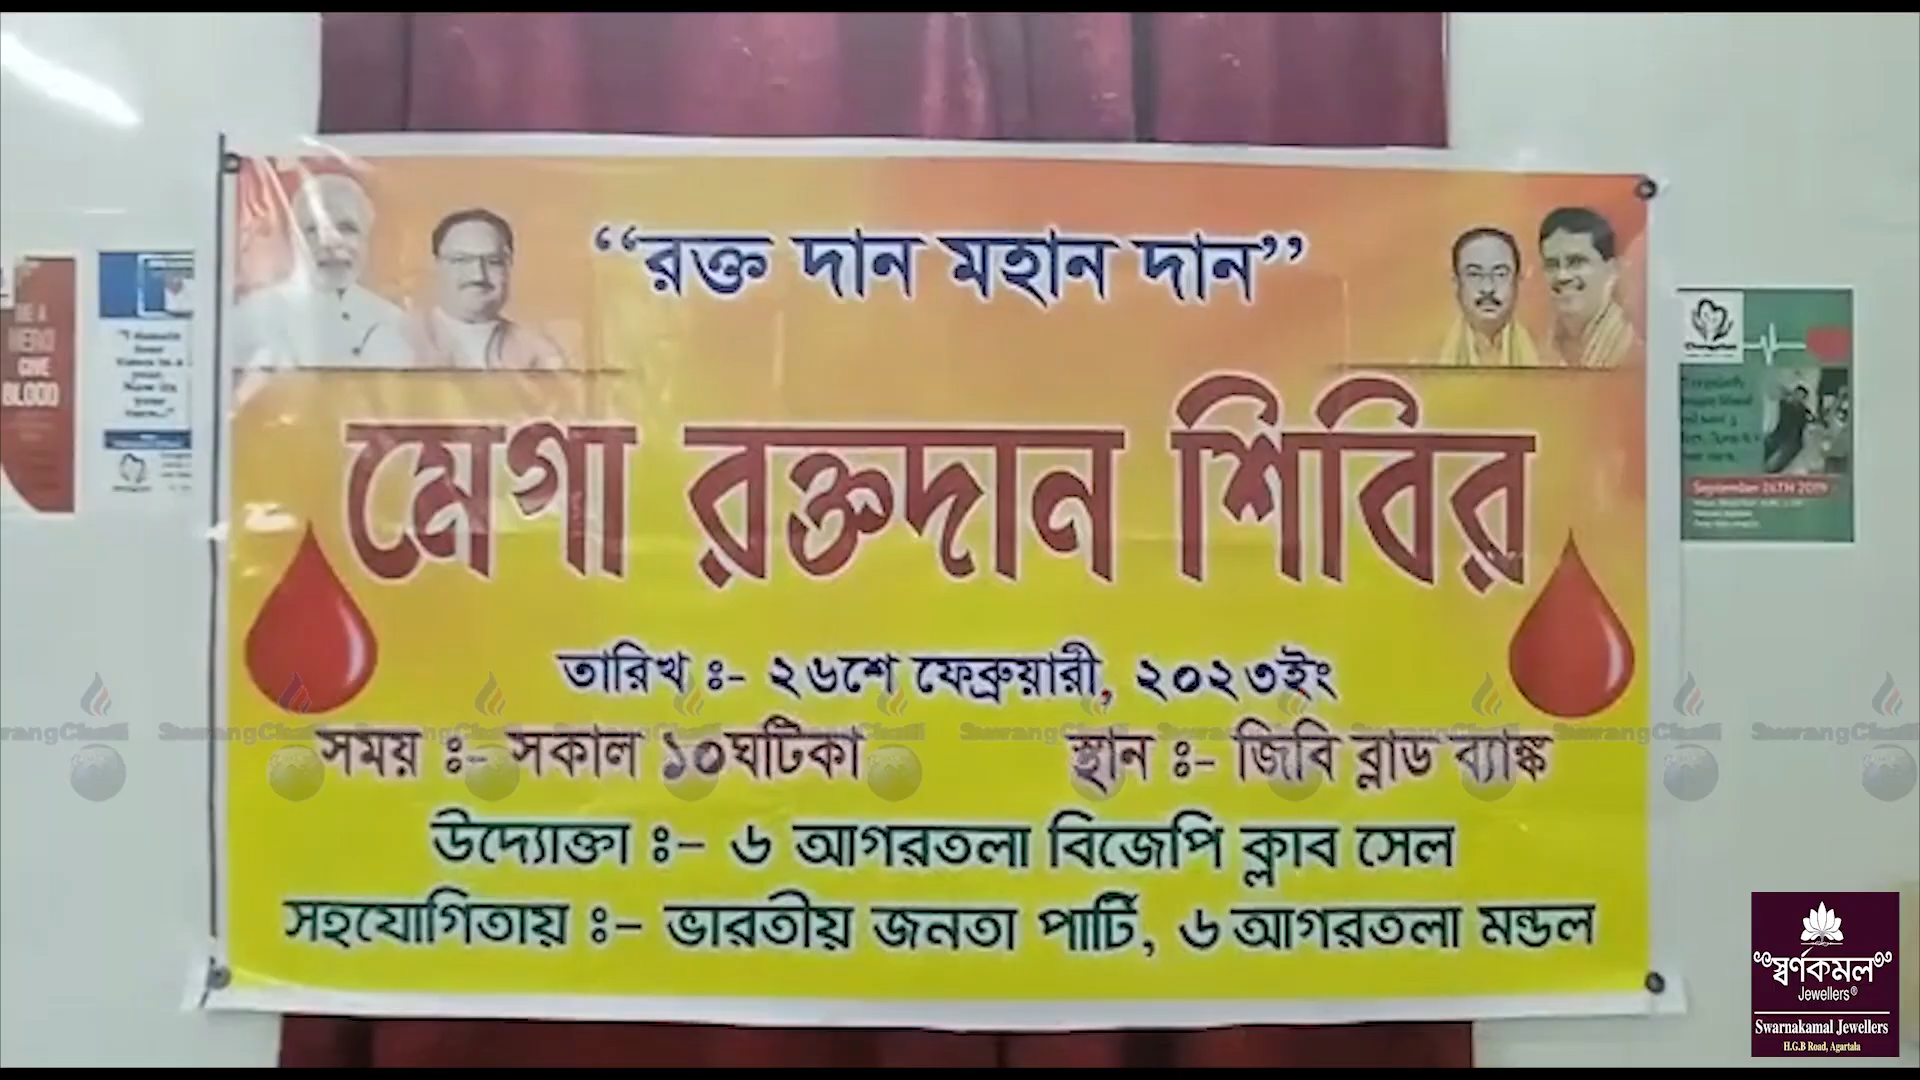 “রক্ত দান মহান দান”
মেগা রক্তদান শিবির
তারিখ ঃ- ২৬শে ফেব্রুয়ারী, ২০২৩ইং
সময় ঃ- সকাল ১০ঘটিকা স্থান ঃ- জিবি ব্লাড ব্যাঙ্ক
উদ্যোক্তা ঃ- ৬ আগরতলা বিজেপি ক্লাব সেল
সহযোগিতায় ঃ- ভারতীয় জনতা পার্টি, ৬ আগরতলা মন্ডল
BE A
HERO
GIVE
BLOOD
September 26TH 2019
স্বর্ণকমল
Jewellers®
Swarnakamal Jewellers
H.G.B Road, Agartala